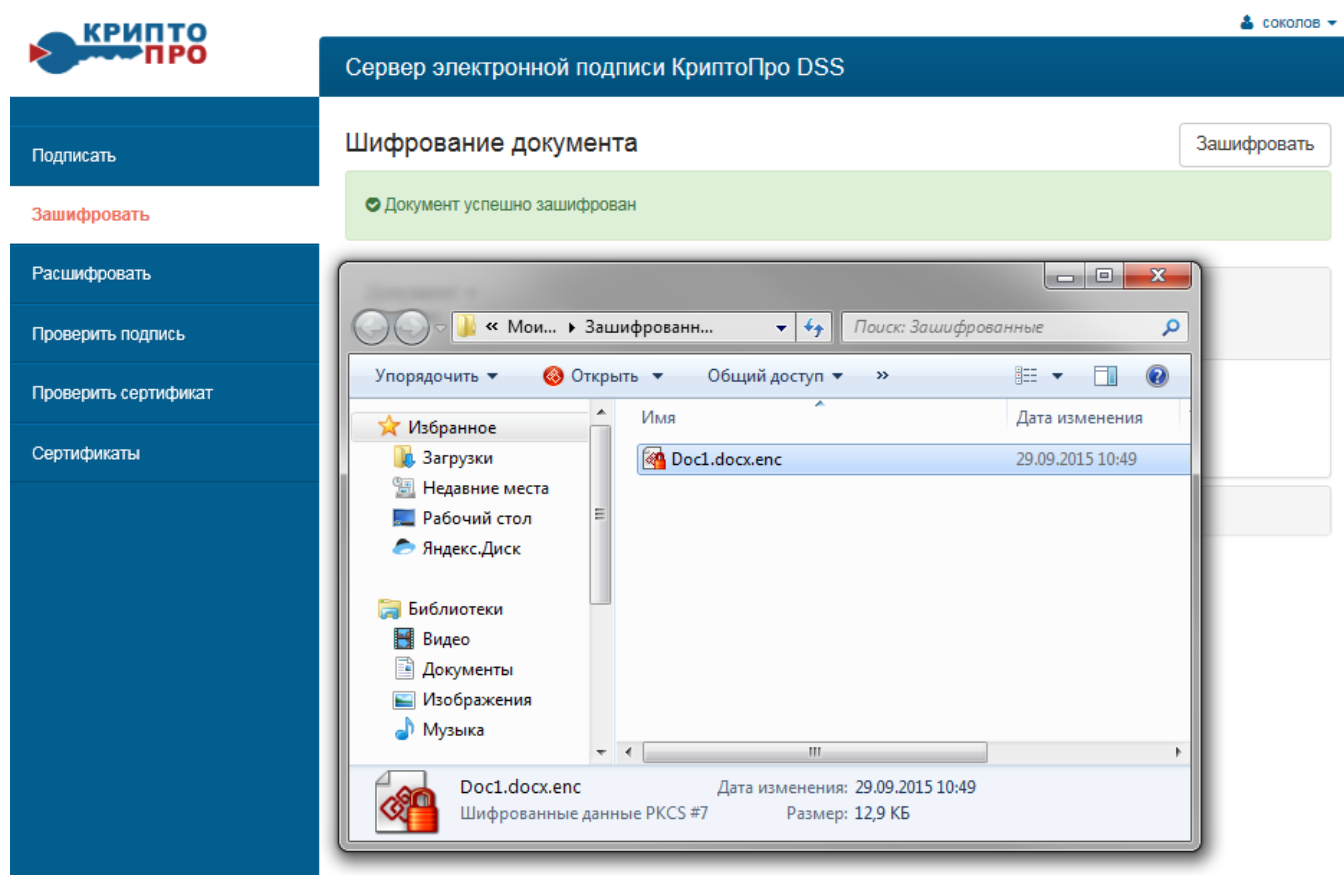 КРИПТО
ПРО
соколов
Сервер электронной подписи КриптоПро DSS
Подписать
Зашифровать
Расшифровать
Проверить подпись
Проверить сертификат
Сертификаты
Шифрование документа
Зашифровать
Документ успешно зашифрован
« Мои... Зашифрованн...
Поиск: Зашифрованные
Упорядочить
Открыть
Общий доступ
»
Избранное
Загрузки
Недавние места
Рабочий стол
Яндекс.Диск
Библиотеки
Видео
Документы
Изображения
Музыка
Имя
Дата изменения
Doc1.docx.enc
29.09.2015 10:49
Doc1.docx.enc
Дата изменения: 29.09.2015 10:49
Шифрованные данные PKCS #7
Размер: 12,9 КБ